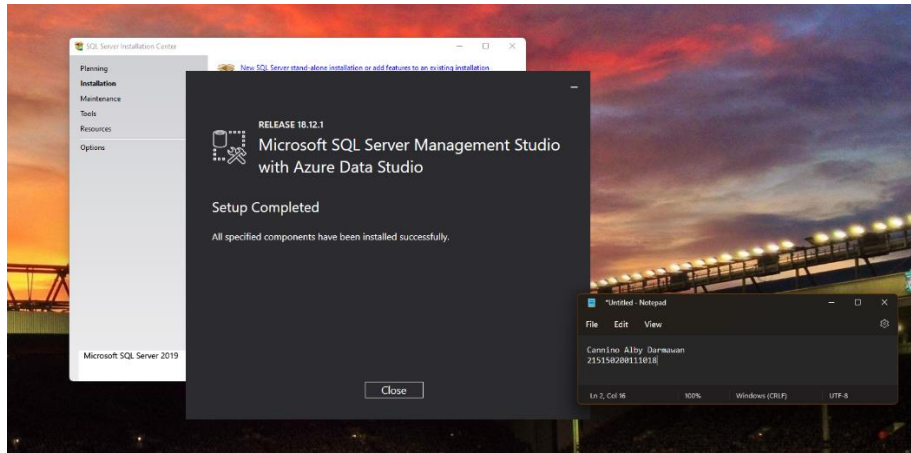 SQL Server Installation Center
Planning
Installation
Maintenance
Tools
Resources
Options
New SQL Server stand-alone installation or add features to an existing installation
Microsoft SQL Server 2019
RELEASE 18.12.1
Microsoft SQL Server Management Studio
with Azure Data Studio
Setup Completed
All specified components have been installed successfully.
Close
*Untitled - Notepad
File Edit View
Cannino Alby Darmawan
215150200111018
Ln 2, Col 16 100% Windows (CRLF) UTF-8